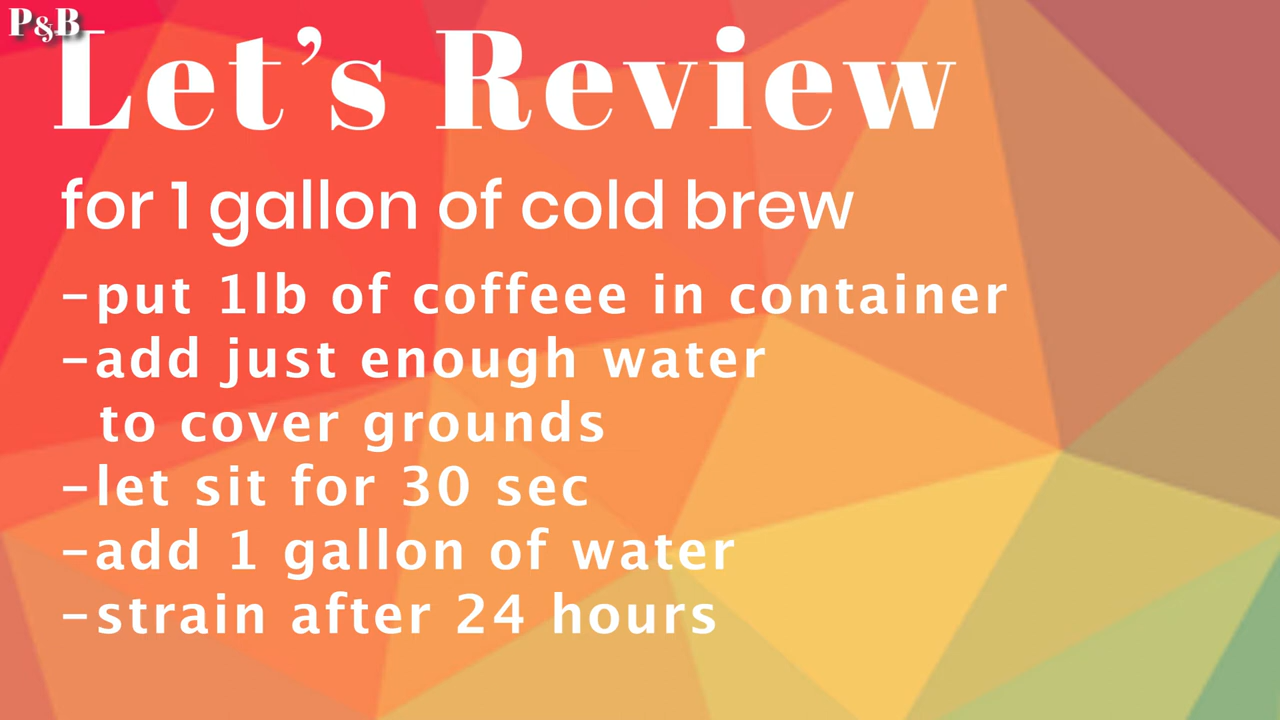 P&B
Let's Review
for 1 gallon of cold brew
-put 1lb of coffeee in container
-add just enough water
to cover grounds
-let sit for 30 sec
-add 1 gallon of water
-strain after 24 hours